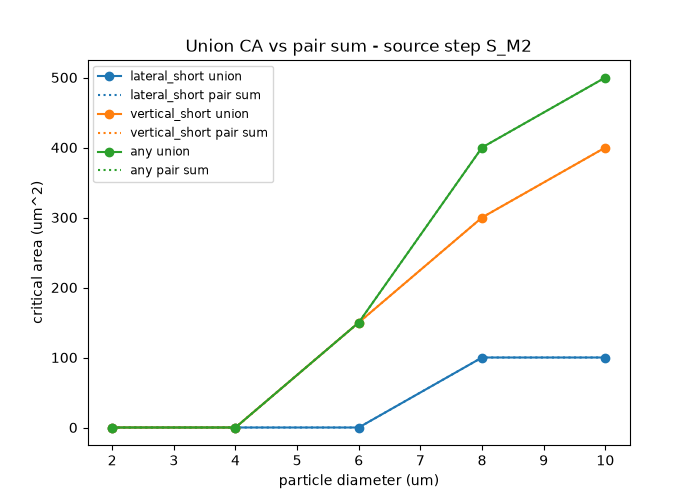 Union CA vs pair sum - source step S_M2
critical area (um^2)
500
400
300
200
100
0
lateral_short union
lateral_short pair sum
vertical_short union
vertical_short pair sum
any union
any pair sum
2 3 4 5 6 7 8 9 10
particle diameter (um)